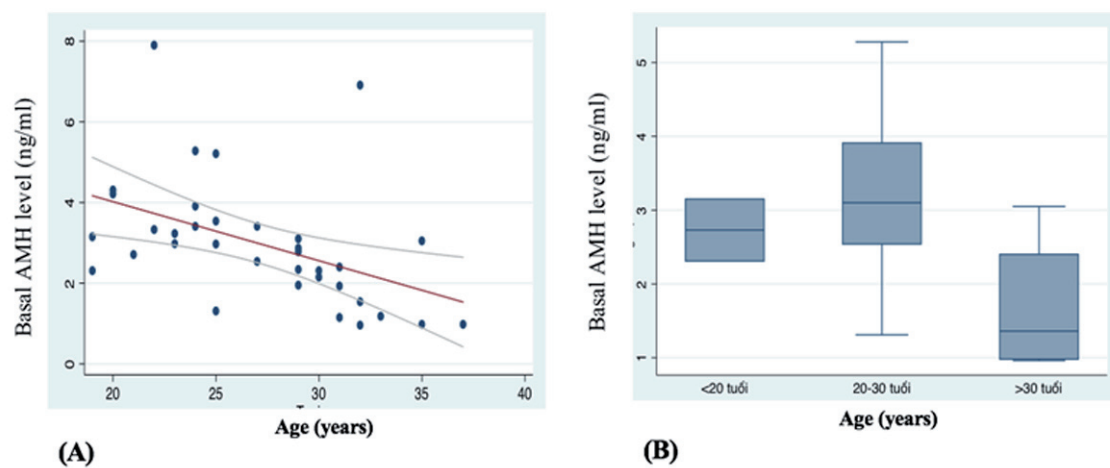 Basal AMH level (ng/ml)
8
6
4
2
0
20
25
30
35
40
Age (years)
(A)
Basal AMH level (ng/ml)
5
4
3
2
1
<20 tuổi
20-30 tuổi
>30 tuổi
Age (years)
(B)